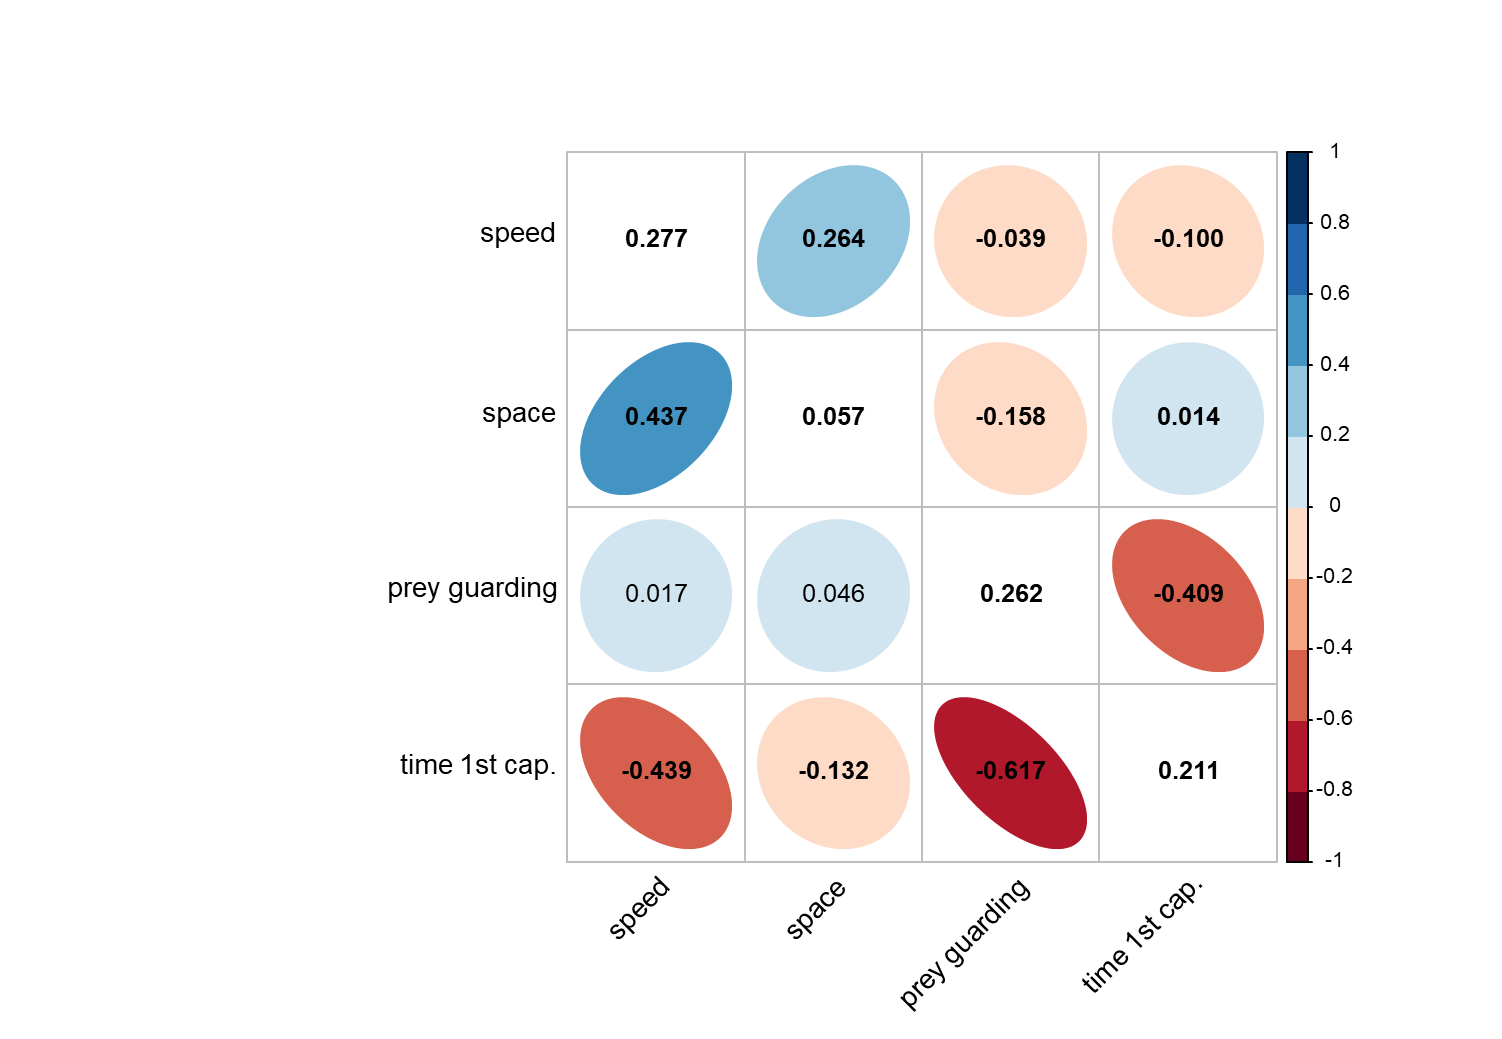 speed 0.277 0.264 -0.039 -0.100
space 0.437 0.057 -0.158 0.014
prey guarding 0.017 0.046 0.262 -0.409
time 1st cap. -0.439 -0.132 -0.617 0.211
speed
space
prey guarding
time 1st cap.
1
0.8
0.6
0.4
0.2
0
-0.2
-0.4
-0.6
-0.8
-1